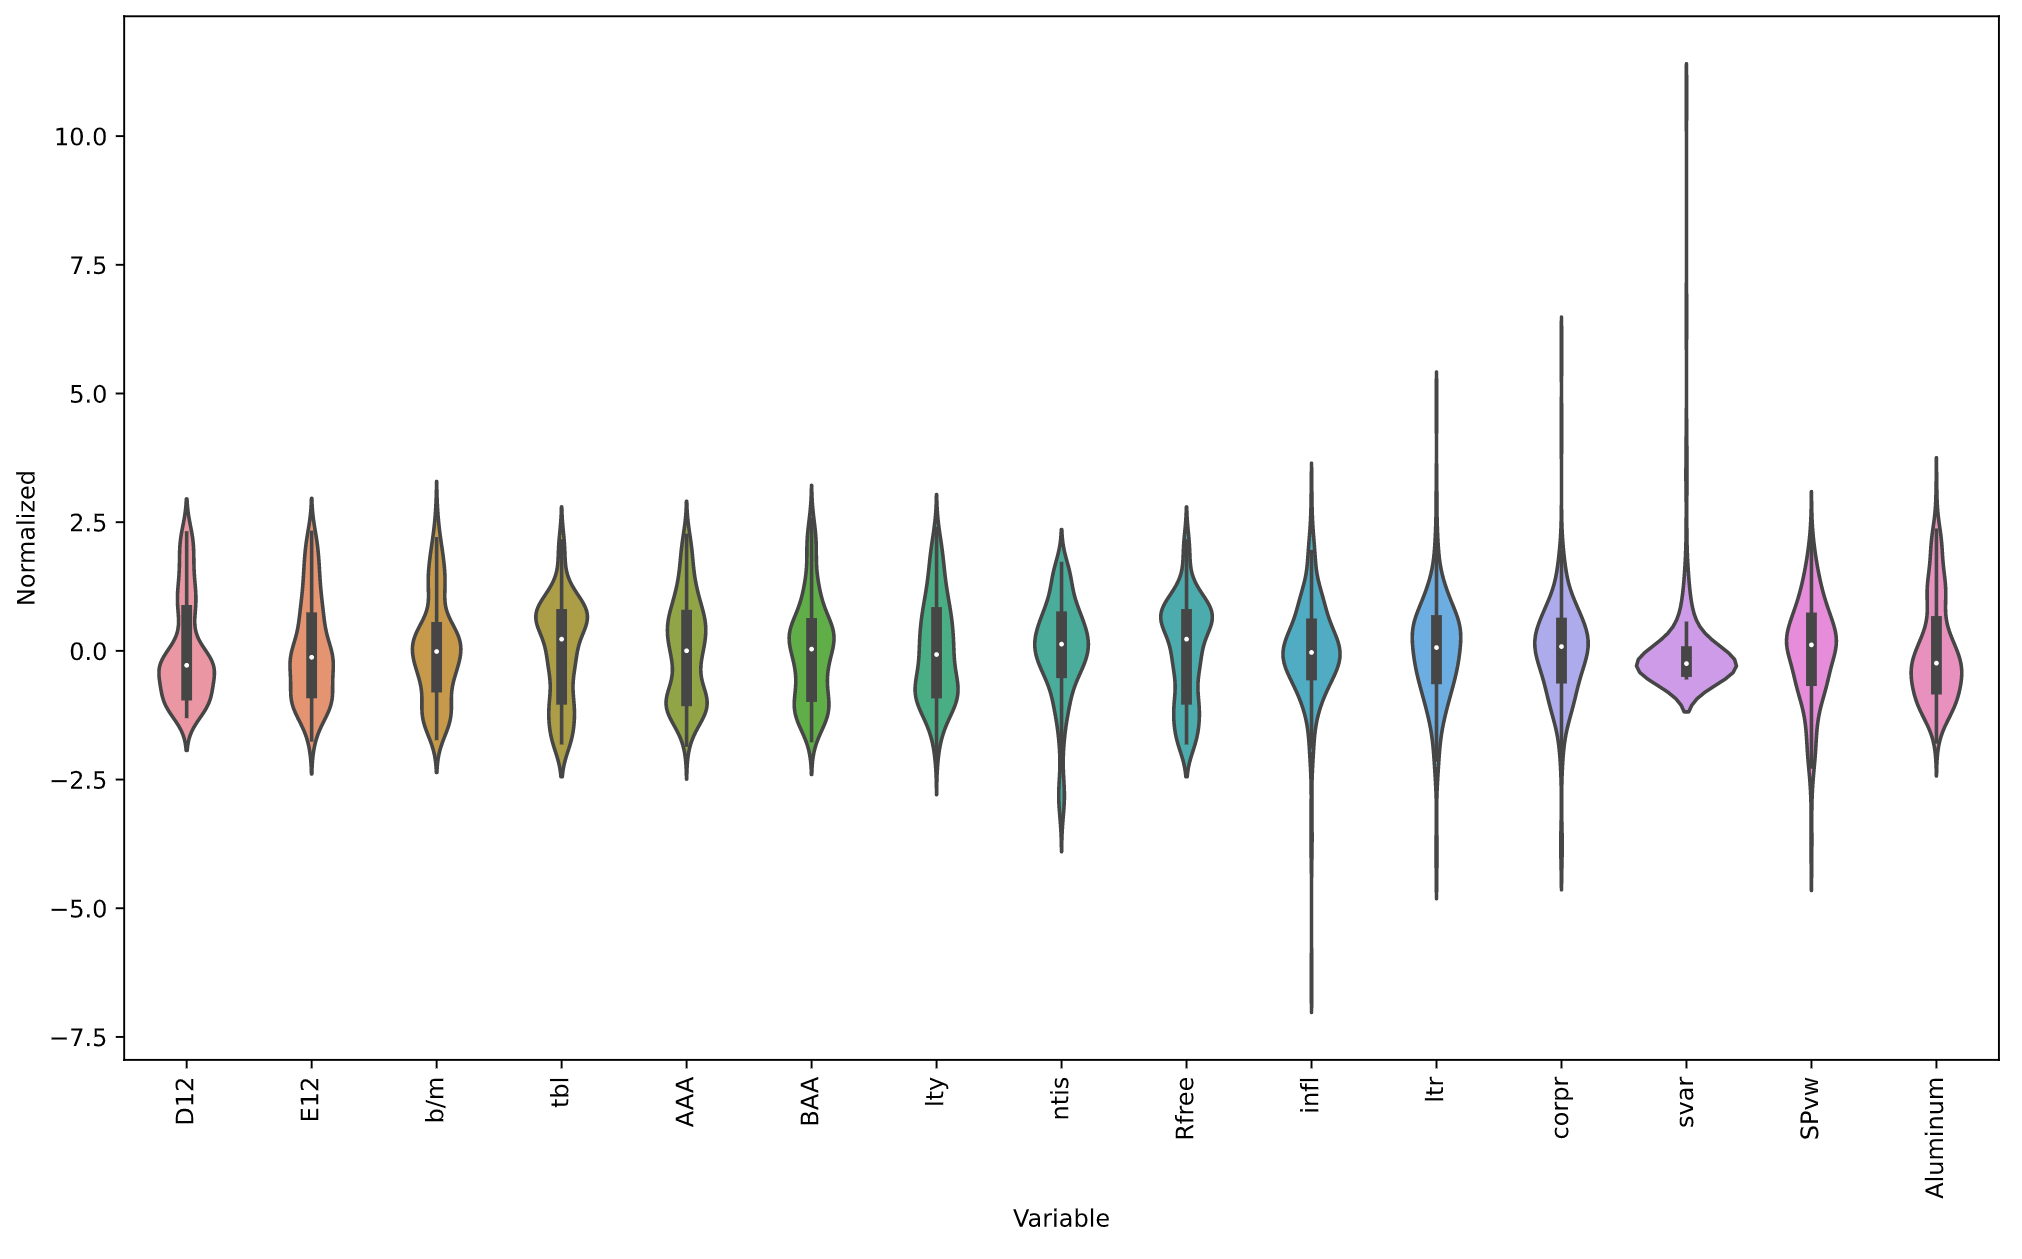 Normalized
10.0
7.5
5.0
2.5
0.0
−2.5
−5.0
−7.5
D12
E12
b/m
tbl
AAA
BAA
lty
ntis
Rfree
infl
ltr
corpr
svar
SPvw
Aluminum
Variable